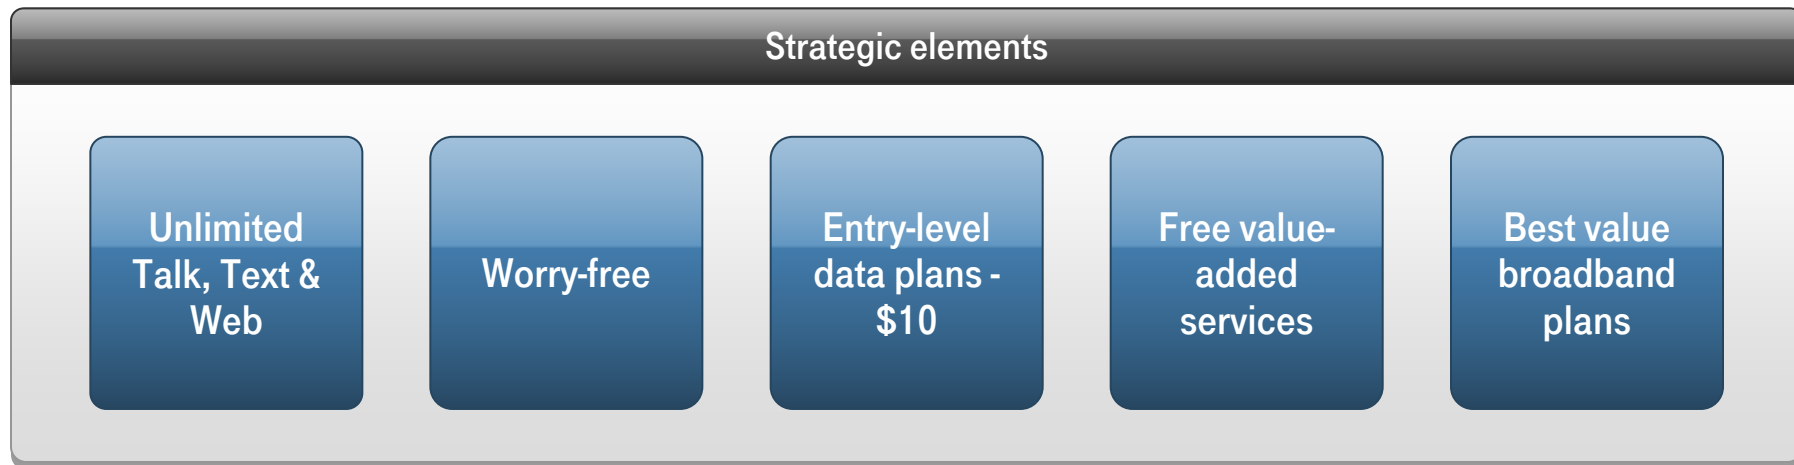 Strategic elements
Unlimited
Talk, Text &
Web
Worry-free
Entry-level
data plans -
$10
Free value-
added
services
Best value
broadband
plans